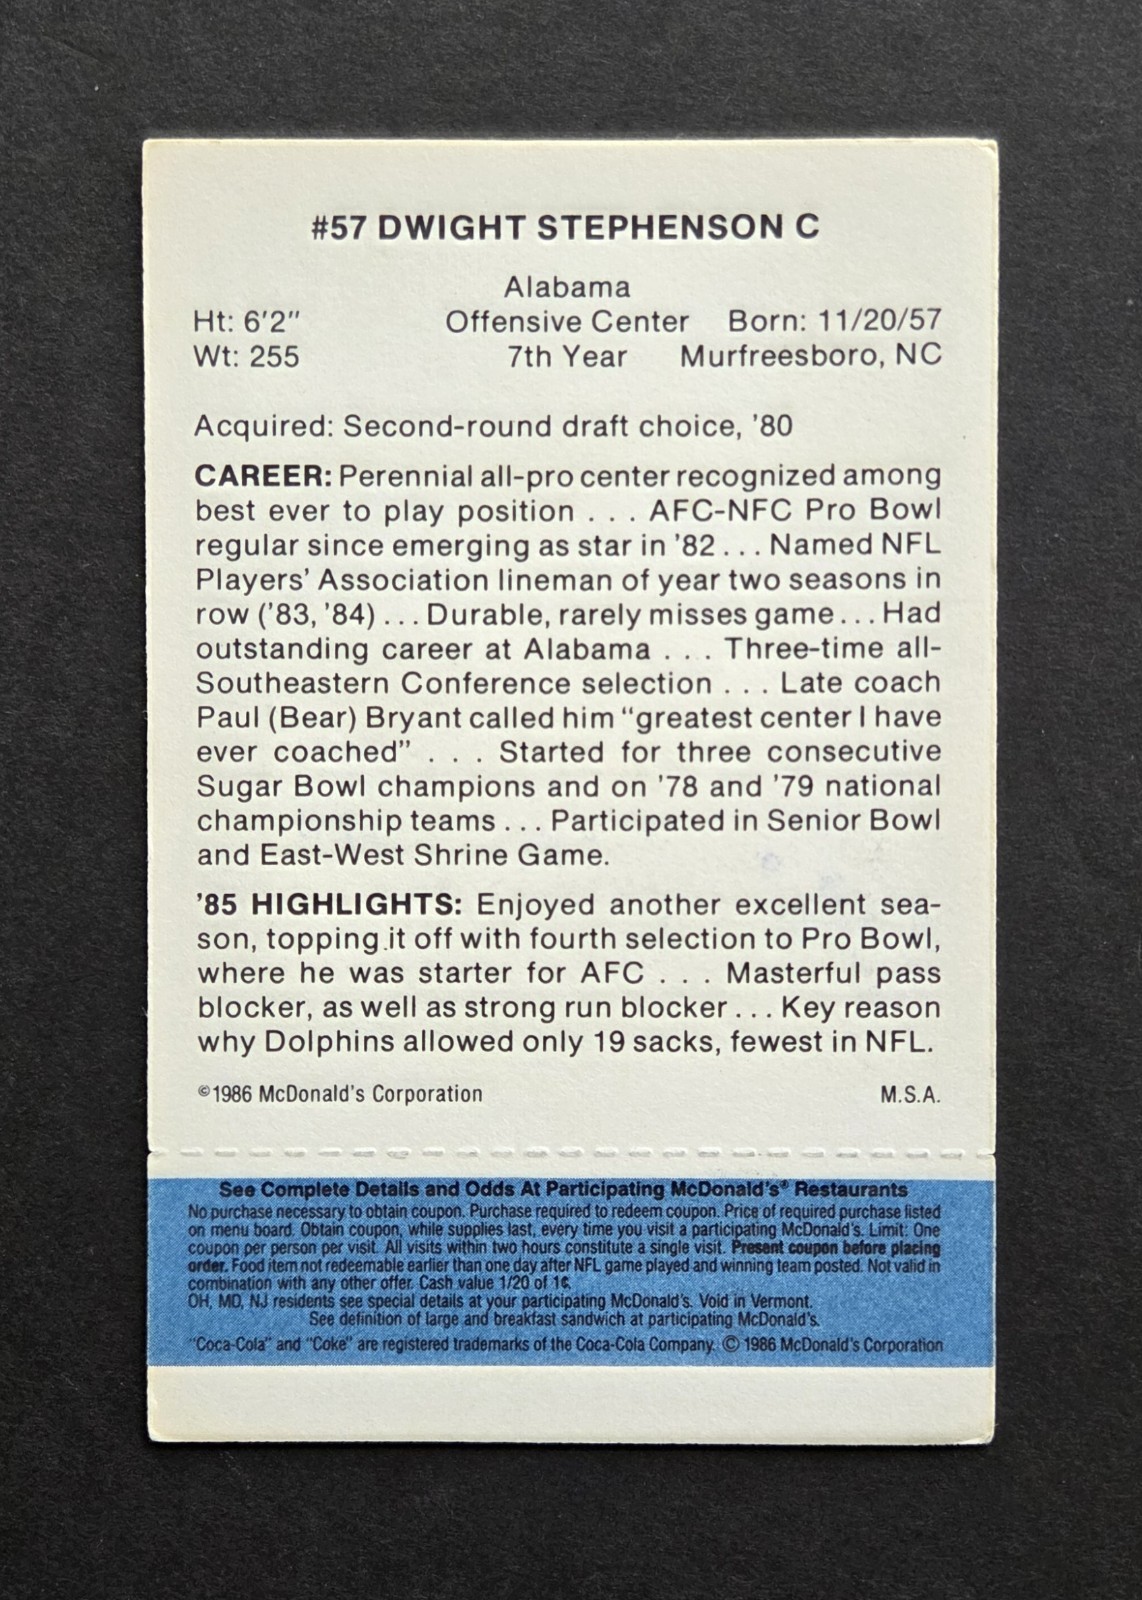 #57 DWIGHT STEPHENSON C
Alabama
Ht: 6'2" Offensive Center Born: 11/20/57
Wt: 255 7th Year Murfreesboro, NC
Acquired: Second-round draft choice, '80
CAREER: Perennial all-pro center recognized among
best ever to play position . . . AFC-NFC Pro Bowl
regular since emerging as star in '82 . . . Named NFL
Players' Association lineman of year two seasons in
row ('83, '84) . . . Durable, rarely misses game . . . Had
outstanding career at Alabama . . . Three-time all-
Southeastern Conference selection . . . Late coach
Paul (Bear) Bryant called him "greatest center I have
ever coached" . . . Started for three consecutive
Sugar Bowl champions and on '78 and '79 national
championship teams . . . Participated in Senior Bowl
and East-West Shrine Game.
'85 HIGHLIGHTS: Enjoyed another excellent sea-
son, topping it off with fourth selection to Pro Bowl,
where he was starter for AFC . . . Masterful pass
blocker, as well as strong run blocker . . . Key reason
why Dolphins allowed only 19 sacks, fewest in NFL.
©1986 McDonald's Corporation M.S.A.
See Complete Details and Odds At Participating McDonald's® Restaurants
No purchase necessary to obtain coupon. Purchase required to redeem coupon. Price of required purchase listed
on menu board. Obtain coupon, while supplies last, every time you visit a participating McDonald's. Limit: One
coupon per person per visit. All visits within two hours constitute a single visit. Present coupon before placing
order. Food item not redeemable earlier than one day after NFL game played and winning team posted. Not valid in
combination with any other offer. Cash value 1/20 of 1¢.
OH, MD, NJ residents see special details at your participating McDonald's. Void in Vermont.
See definition of large and breakfast sandwich at participating McDonald's.
"Coca-Cola" and "Coke" are registered trademarks of the Coca-Cola Company. © 1986 McDonald's Corporation